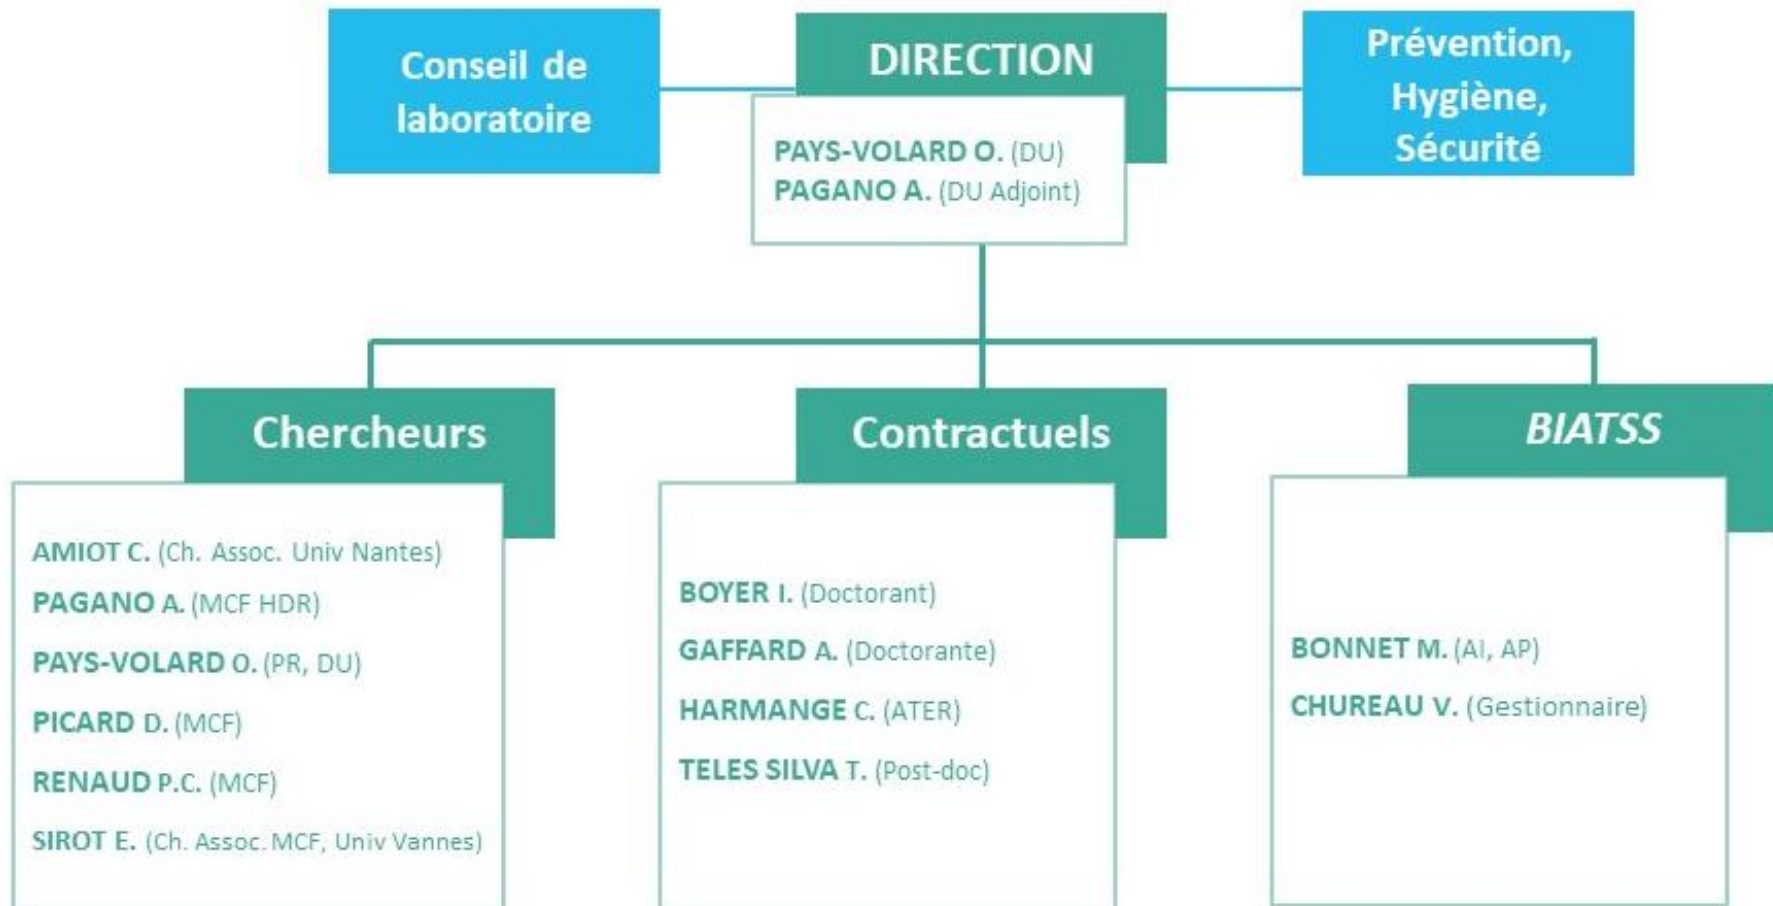 Conseil de
laboratoire
DIRECTION
PAYS-VOLARD O. (DU)
PAGANO A. (DU Adjoint)
Prévention,
Hygiène,
Sécurité
Chercheurs
AMIOT C. (Ch. Assoc. Univ Nantes)
PAGANO A. (MCF HDR)
PAYS-VOLARD O. (PR, DU)
PICARD D. (MCF)
RENAUD P.C. (MCF)
SIROT E. (Ch. Assoc. MCF, Univ Vannes)
Contractuels
BOYER I. (Doctorant)
GAFFARD A. (Doctorante)
HARMANGE C. (ATER)
TELES SILVA T. (Post-doc)
BIATSS
BONNET M. (AI, AP)
CHUREAU V. (Gestionnaire)